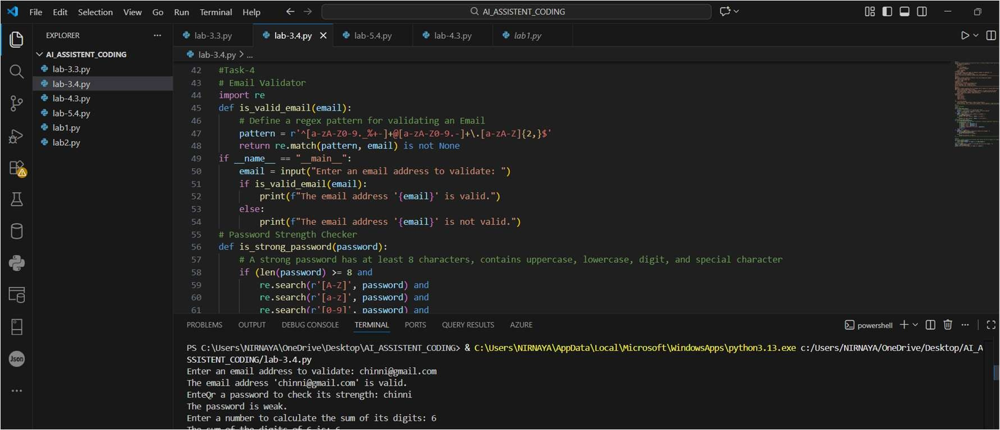 File Edit Selection View Go Run Terminal Help
AI_ASSISTENT_CODING
EXPLORER
AI_ASSISTENT_CODING
lab-3.3.py
lab-3.4.py
lab-4.3.py
lab-5.4.py
lab1.py
lab2.py
Json
lab-3.3.py lab-3.4.py lab-5.4.py lab-4.3.py lab1.py
lab-3.4.py > ...
42 #Task-4
43 # Email Validator
44 import re
45 def is_valid_email(email):
46 # Define a regex pattern for validating an Email
47 pattern = r'^[a-zA-Z0-9._%+-]+@[a-zA-Z0-9.-]+\.[a-zA-Z]{2,}$'
48 return re.match(pattern, email) is not None
49 if __name__ == "__main__":
50 email = input("Enter an email address to validate: ")
51 if is_valid_email(email):
52 print(f"The email address '{email}' is valid.")
53 else:
54 print(f"The email address '{email}' is not valid.")
55 # Password Strength Checker
56 def is_strong_password(password):
57 # A strong password has at least 8 characters, contains uppercase, lowercase, digit, and special character
58 if (len(password) >= 8 and
59 re.search(r'[A-Z]', password) and
60 re.search(r'[a-z]', password) and
61 re.search(r'[0-9]', password) and
PROBLEMS OUTPUT DEBUG CONSOLE TERMINAL PORTS QUERY RESULTS AZURE
powershell
PS C:\Users\NIRNAYA\OneDrive\Desktop\AI_ASSISTENT_CODING> & C:\Users\NIRNAYA\AppData\Local\Microsoft\WindowsApps\python3.13.exe c:/Users/NIRNAYA/OneDrive/Desktop/AI_A
SSISTENT_CODING/lab-3.4.py
Enter an email address to validate: chinni@gmail.com
The email address 'chinni@gmail.com' is valid.
EnteQr a password to check its strength: chinni
The password is weak.
Enter a number to calculate the sum of its digits: 6
The sum of the digits of 6 is: 6